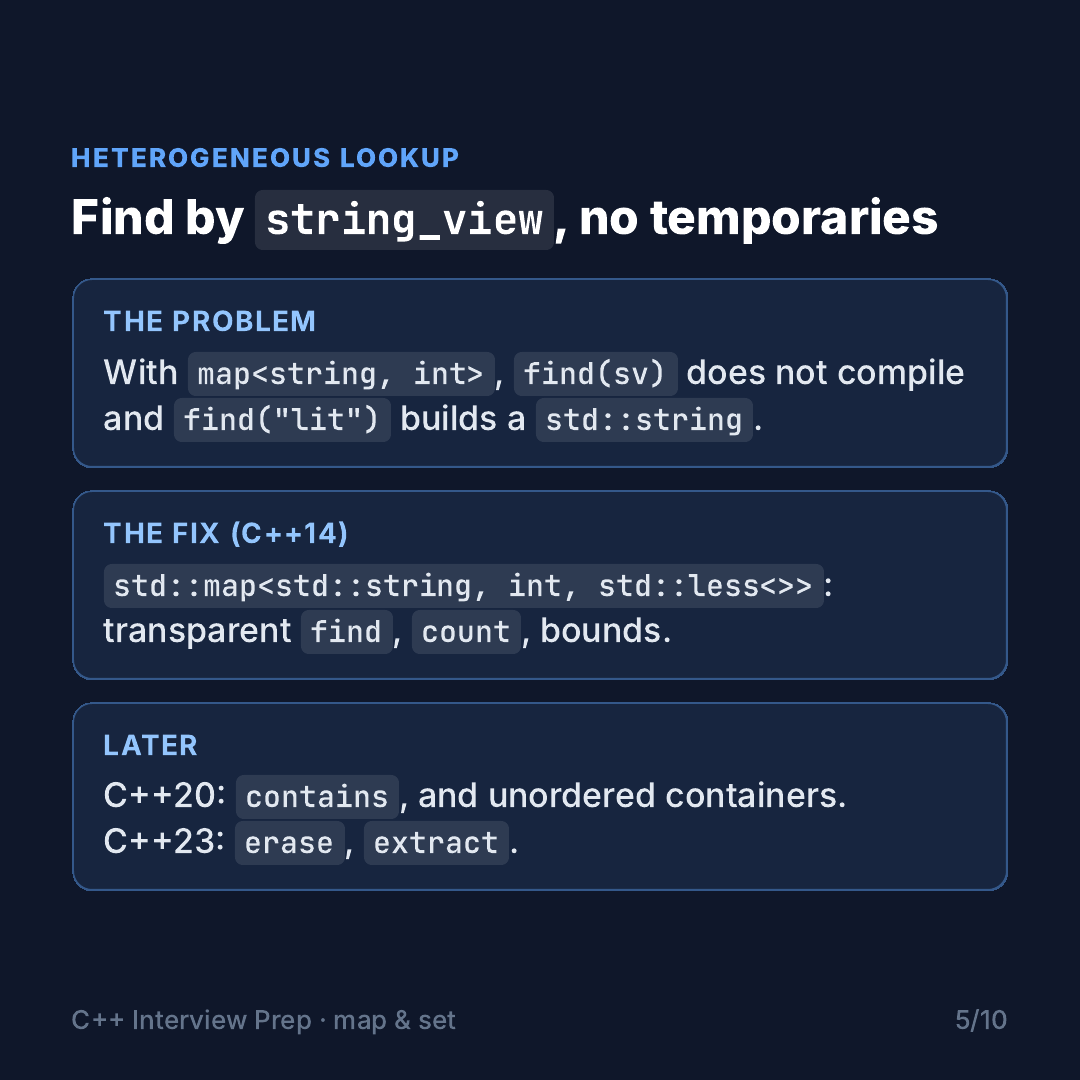 HETEROGENEOUS LOOKUP
Find by string_view, no temporaries
THE PROBLEM
With map<string, int>, find(sv) does not compile
and find("lit") builds a std::string.
THE FIX (C++14)
std::map<std::string, int, std::less<>>:
transparent find, count, bounds.
LATER
C++20: contains, and unordered containers.
C++23: erase, extract.
C++ Interview Prep · map & set
5/10